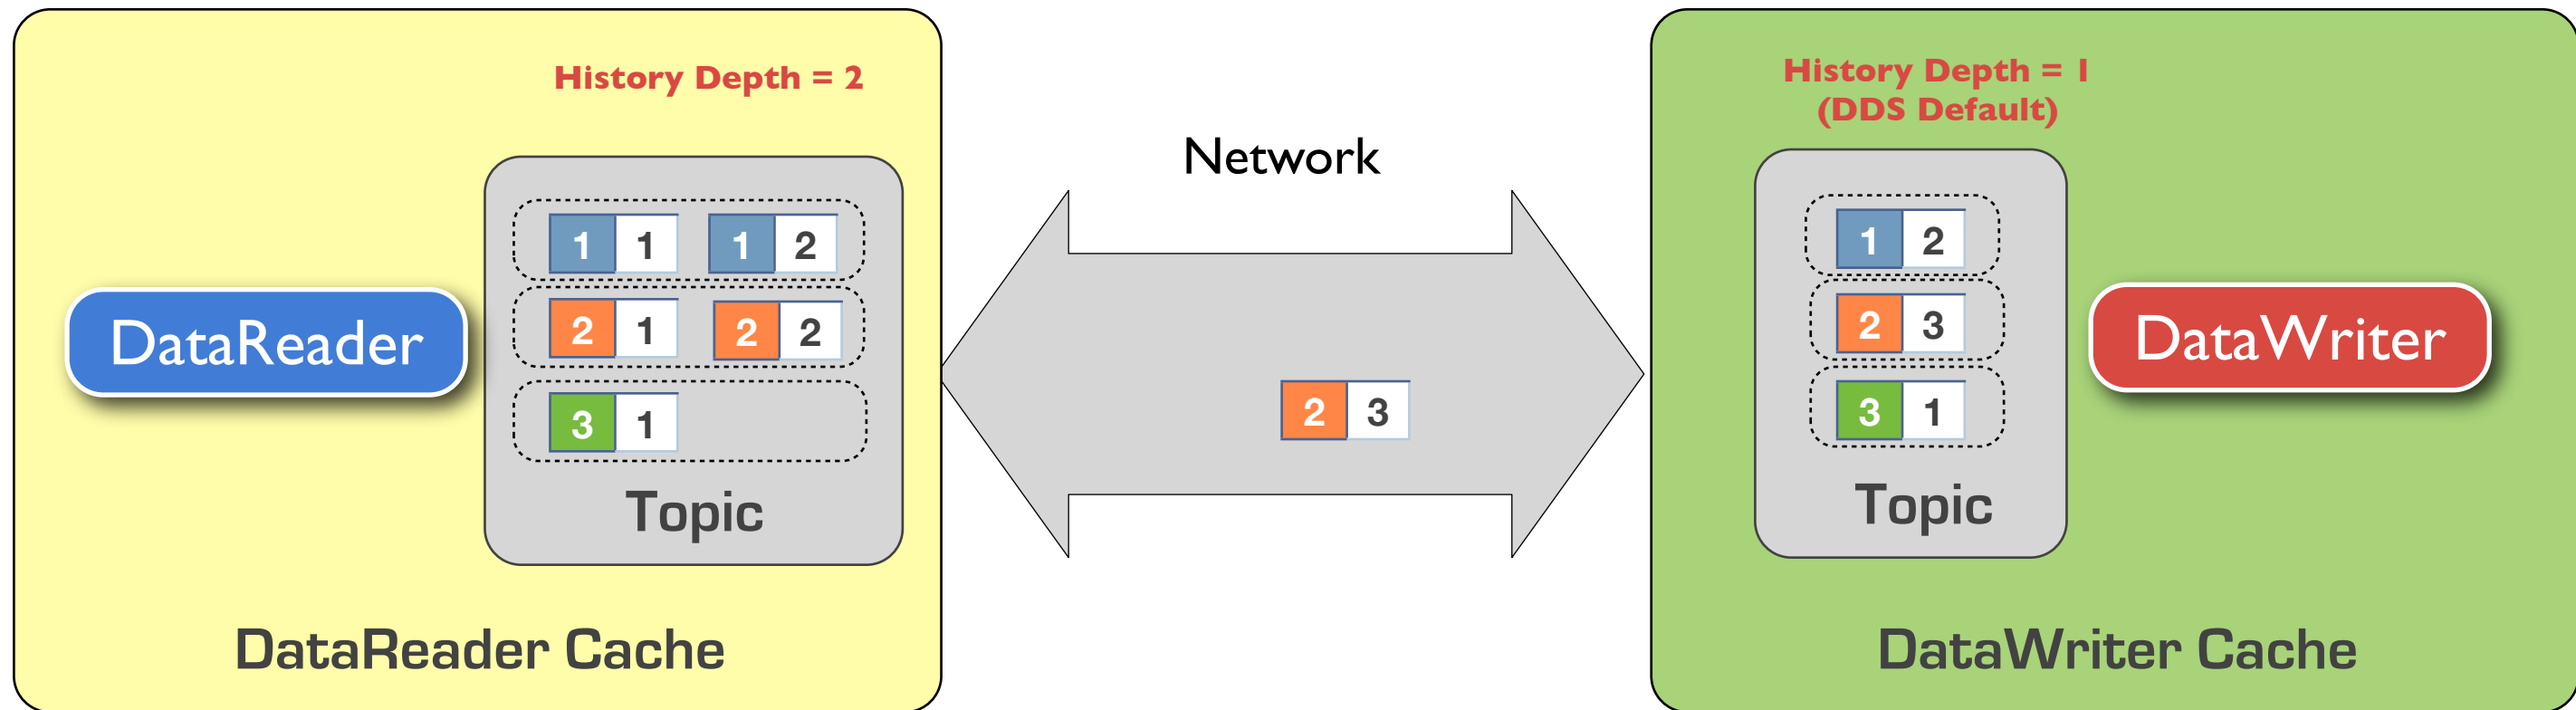 History Depth = 2
1 1 1 2
2 1 2 2
3 1
Topic
DataReader
DataReader Cache
Network
2 3
History Depth = 1
(DDS Default)
1 2
2 3
3 1
Topic
DataWriter
DataWriter Cache